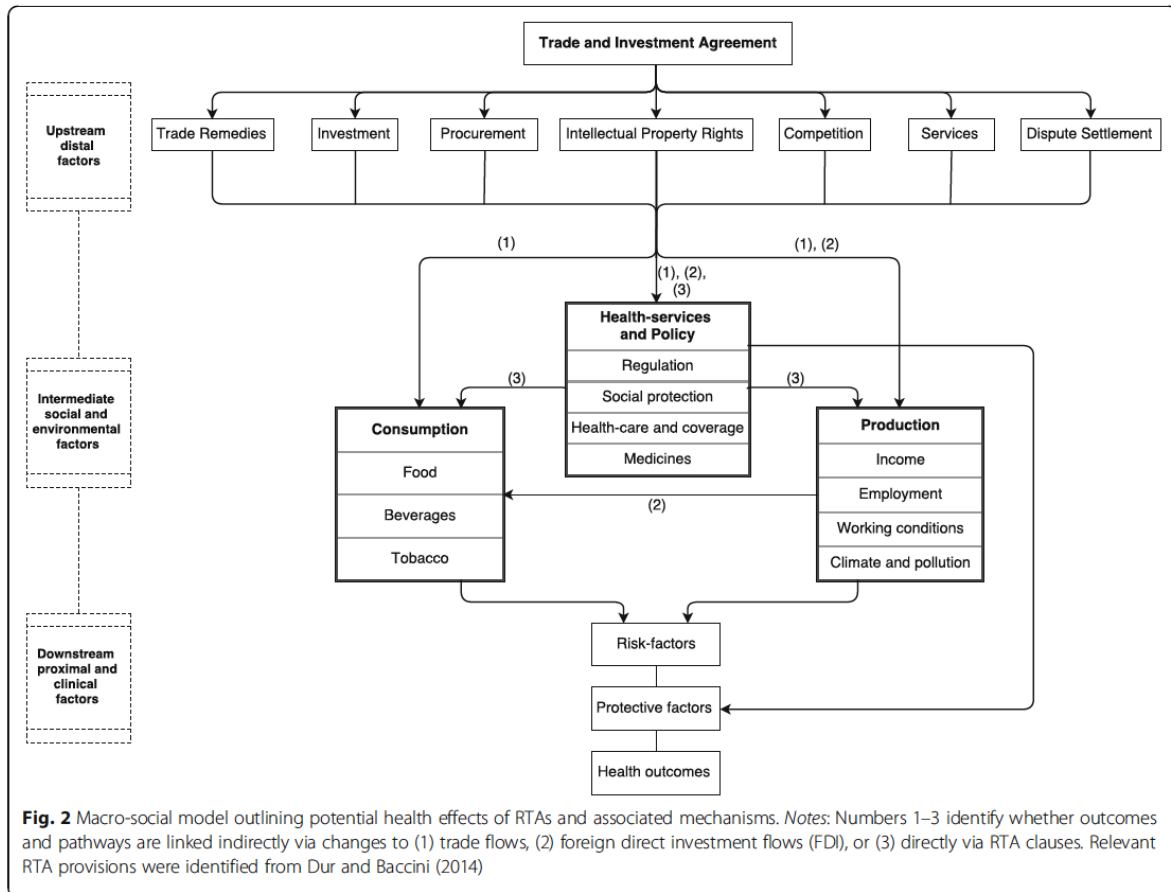 Trade and Investment Agreement
Upstream
distal
factors
Trade Remedies
Investment
Procurement
Intellectual Property Rights
Competition
Services
Dispute Settlement
(1)
(1), (2)
(1), (2),
(3)
Health-services
and Policy
Regulation
Social protection
Health-care and coverage
Medicines
Intermediate
social and
environmental
factors
(3)
(3)
Consumption
Food
Beverages
Tobacco
Production
Income
Employment
Working conditions
Climate and pollution
(2)
Downstream
proximal and
clinical
factors
Risk-factors
Protective factors
Health outcomes
Fig. 2 Macro-social model outlining potential health effects of RTAs and associated mechanisms. Notes: Numbers 1–3 identify whether outcomes
and pathways are linked indirectly via changes to (1) trade flows, (2) foreign direct investment flows (FDI), or (3) directly via RTA clauses. Relevant
RTA provisions were identified from Dur and Baccini (2014)